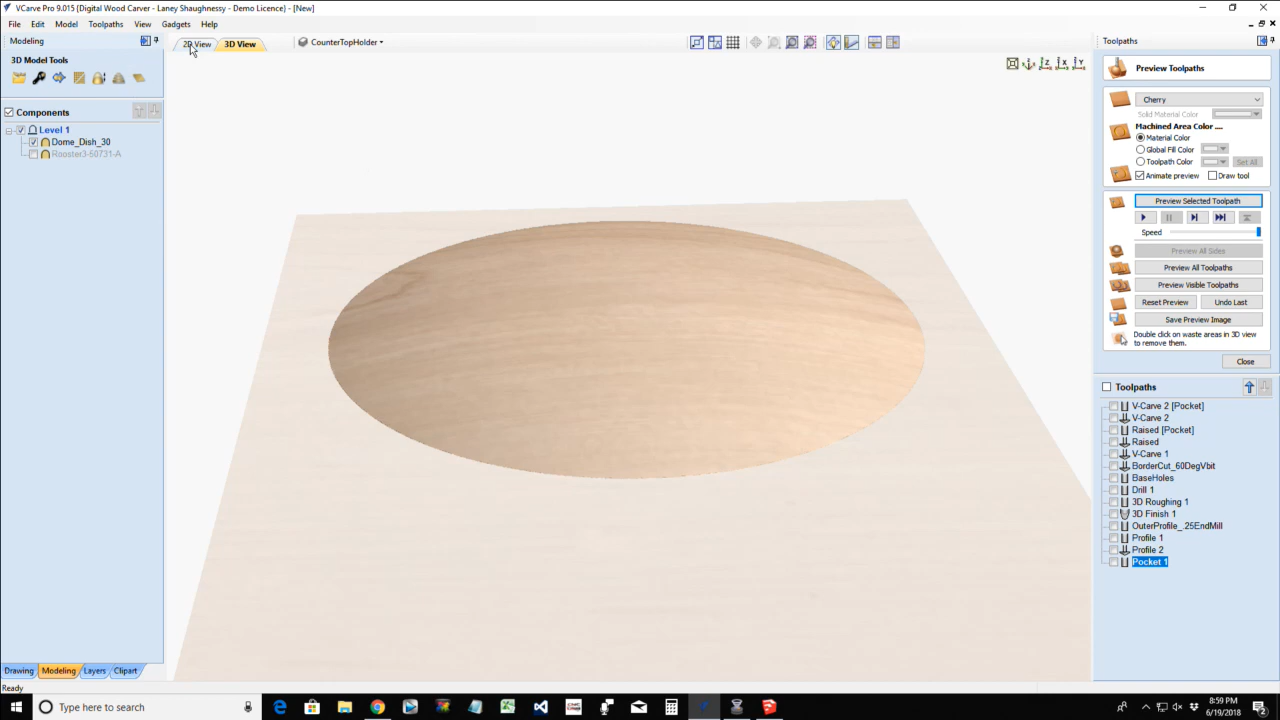 VCarve Pro 9.015 {Digital Wood Carver - Laney Shaughnessy - Demo Licence} - [New]
File Edit Model Toolpaths View Gadgets Help
Modeling
2D View 3D View CounterTopHolder
Toolpaths
3D Model Tools
Components
Level 1
Dome_Dish_30
Rooster3-50731-A
Z X Y
Preview Toolpaths
Cherry
Solid Material Color
Machined Area Color ....
Material Color
Global Fill Color
Toolpath Color Set All
Animate preview Draw tool
Preview Selected Toolpath
Speed
Preview All Sides
Preview All Toolpaths
Preview Visible Toolpaths
Reset Preview Undo Last
Save Preview Image
Double click on waste areas in 3D view
to remove them.
Close
Toolpaths
V-Carve 2 [Pocket]
V-Carve 2
Raised [Pocket]
Raised
V-Carve 1
BorderCut_60DegVbit
BaseHoles
Drill 1
3D Roughing 1
3D Finish 1
OuterProfile_.25EndMill
Profile 1
Profile 2
Pocket 1
Drawing Modeling Layers Clipart
Ready
Type here to search
8:59 PM
6/19/2018